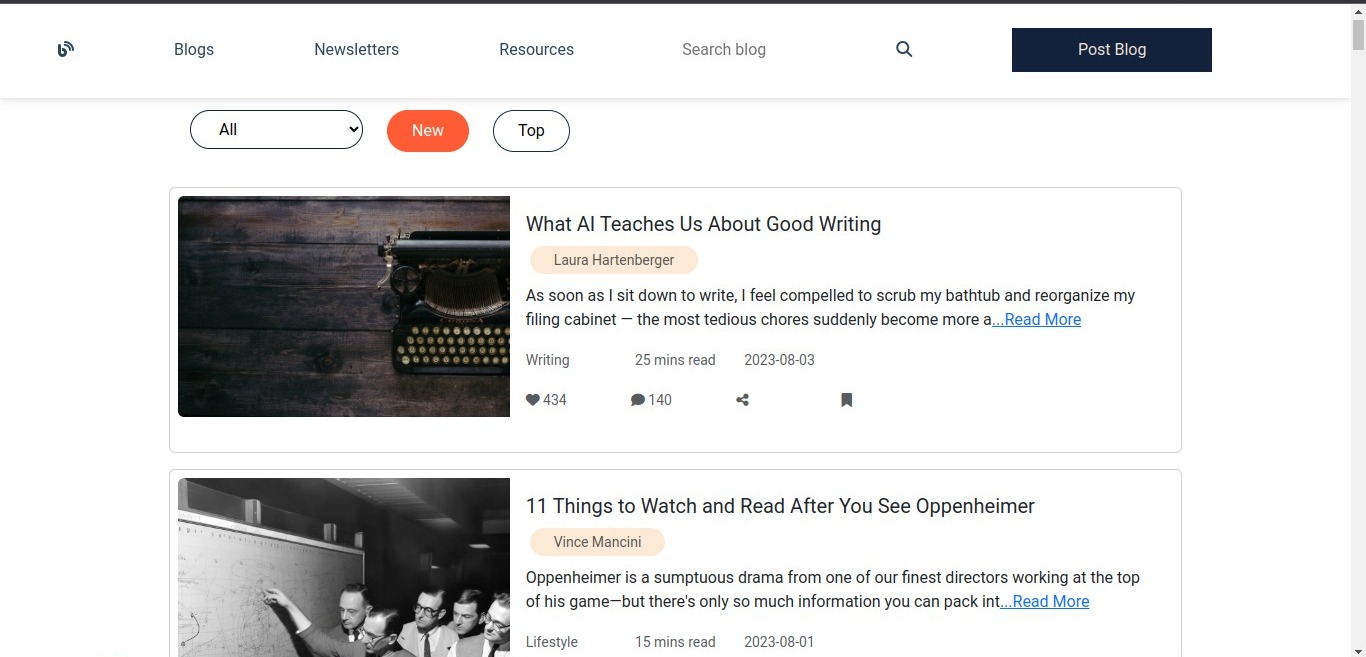 Blogs Newsletters Resources Search blog Post Blog
All New Top
What AI Teaches Us About Good Writing
Laura Hartenberger
As soon as I sit down to write, I feel compelled to scrub my bathtub and reorganize my
filing cabinet — the most tedious chores suddenly become more a...Read More
Writing 25 mins read 2023-08-03
434 140
11 Things to Watch and Read After You See Oppenheimer
Vince Mancini
Oppenheimer is a sumptuous drama from one of our finest directors working at the top
of his game—but there's only so much information you can pack int...Read More
Lifestyle 15 mins read 2023-08-01